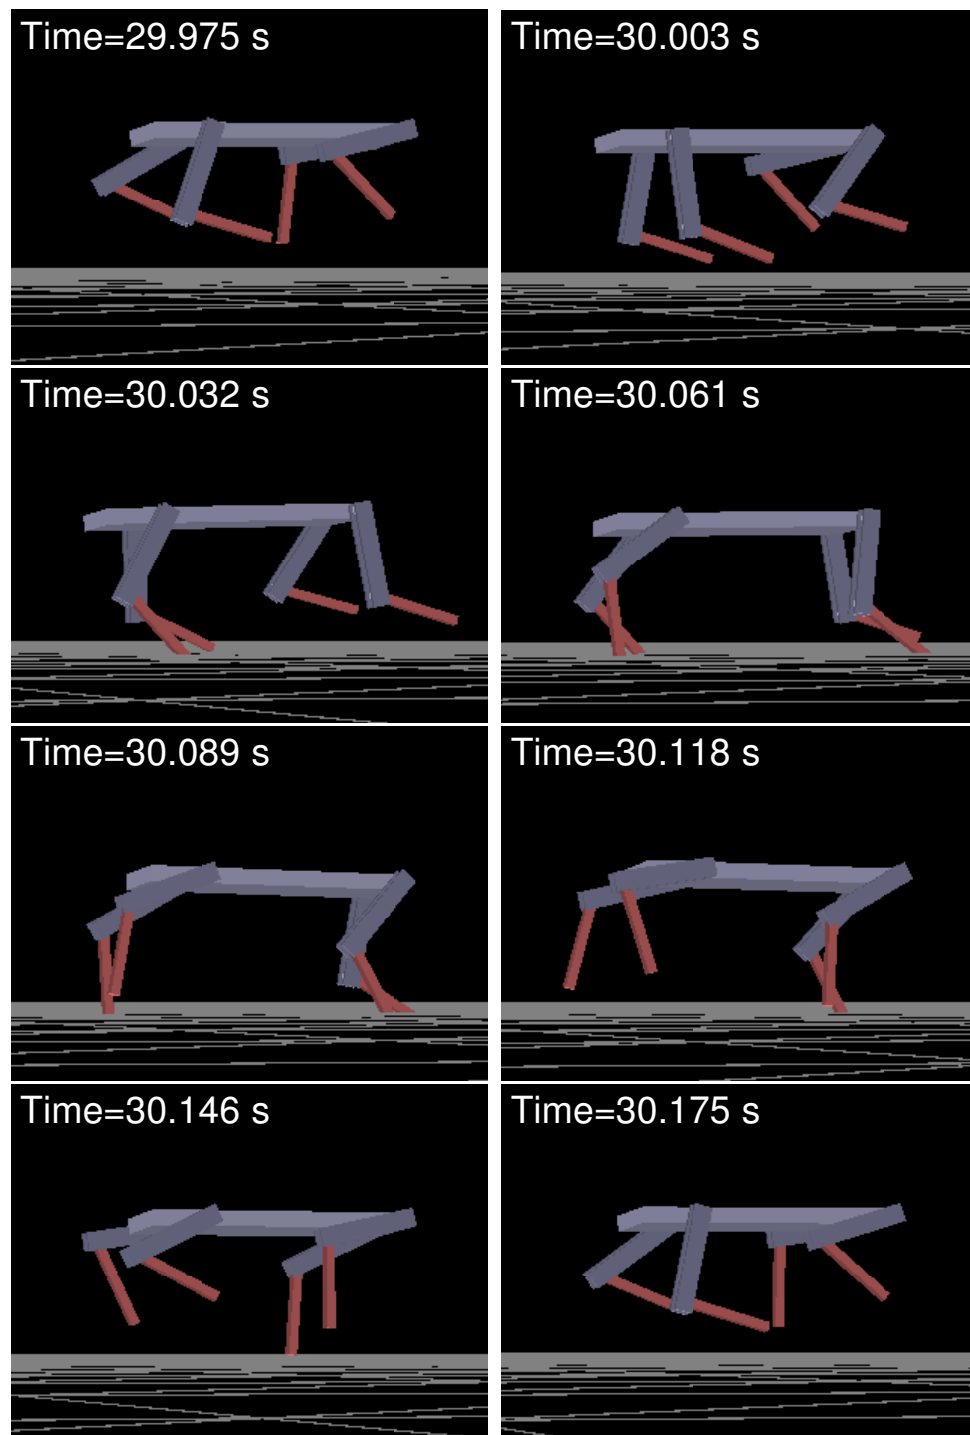 Time=29.975 s
Time=30.003 s
Time=30.032 s
Time=30.061 s
Time=30.089 s
Time=30.118 s
Time=30.146 s
Time=30.175 s